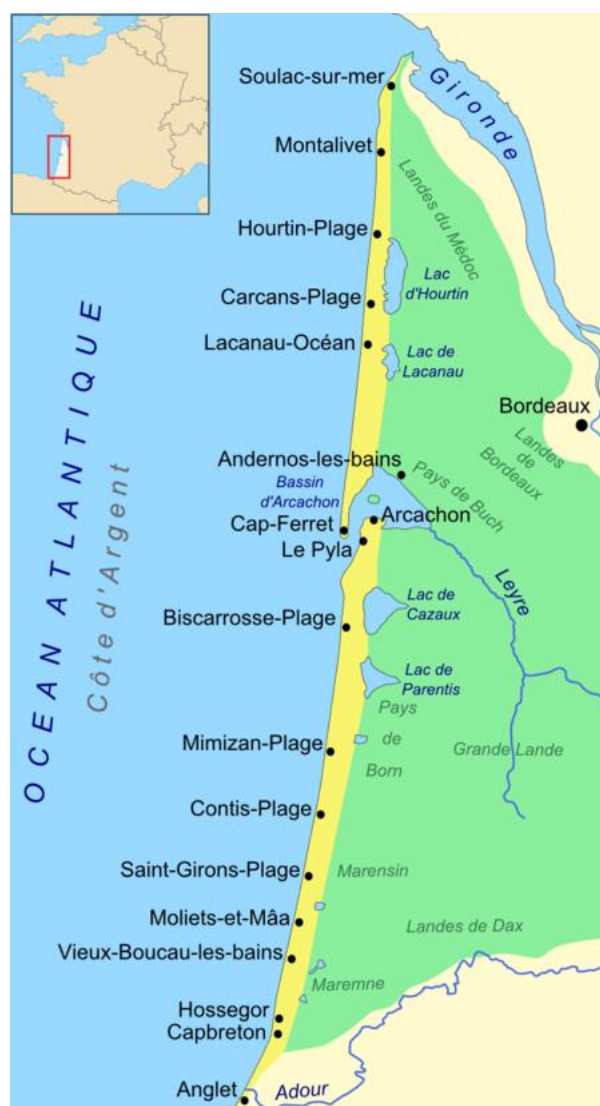 Soulac-sur-mer
Gironde
Montalivet
Landes du Médoc
Hourtin-Plage
Lac
d'Hourtin
Carcans-Plage
Lacanau-Océan
Lac de
Lacanau
OCEAN ATLANTIQUE
Côte d'Argent
Bordeaux
Landes
de
Bordeaux
Andernos-les-bains
Pays de Buch
Bassin
d'Arcachon
Cap-Ferret
Arcachon
Le Pyla
Leyre
Lac de
Cazaux
Biscarrosse-Plage
Lac de
Parentis
Pays
de
Born
Mimizan-Plage
Grande Lande
Contis-Plage
Saint-Girons-Plage
Marensin
Moliets-et-Mâa
Landes de Dax
Vieux-Boucau-les-bains
Maremne
Hossegor
Capbreton
Anglet
Adour